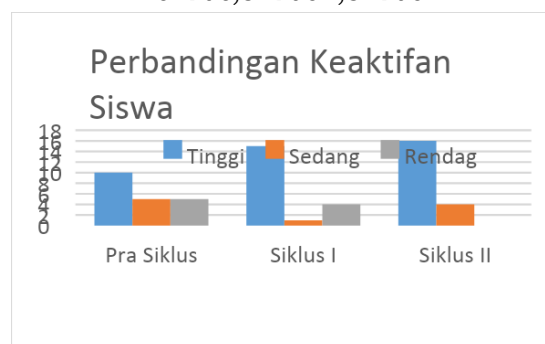 Perbandingan Keaktifan
Siswa
18
16
14
12
10
8
6
4
2
0
Tinggi Sedang Rendag
Pra Siklus Siklus I Siklus II